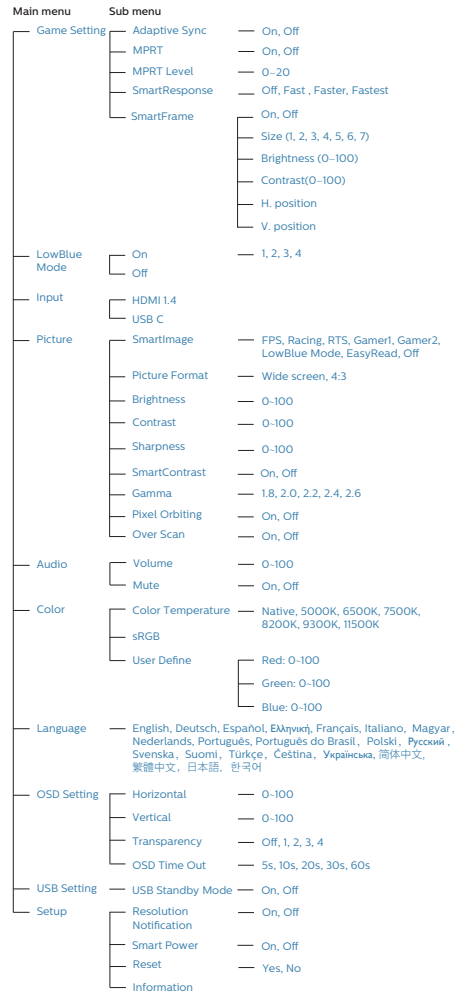 Main menu Sub menu
Game Setting Adaptive Sync On, Off
MPRT On, Off
MPRT Level 0–20
SmartResponse Off, Fast , Faster, Fastest
SmartFrame On, Off
Size (1, 2, 3, 4, 5, 6, 7)
Brightness (0–100)
Contrast(0–100)
H. position
V. position
LowBlue On 1, 2, 3, 4
Mode Off
Input HDMI 1.4
USB C
Picture SmartImage FPS, Racing, RTS, Gamer1, Gamer2,
LowBlue Mode, EasyRead, Off
Picture Format Wide screen, 4:3
Brightness 0~100
Contrast 0~100
Sharpness 0~100
SmartContrast On, Off
Gamma 1.8, 2.0, 2.2, 2.4, 2.6
Pixel Orbiting On, Off
Over Scan On, Off
Audio Volume 0~100
Mute On, Off
Color Color Temperature Native, 5000K, 6500K, 7500K,
8200K, 9300K, 11500K
sRGB
User Define Red: 0~100
Green: 0~100
Blue: 0~100
Language English, Deutsch, Español, Ελληνική, Français, Italiano, Magyar,
Nederlands, Português, Português do Brasil, Polski, Русский ,
Svenska, Suomi, Türkçe, Čeština, Українська, 简体中文,
繁體中文, 日本語, 한국어
OSD Setting Horizontal 0~100
Vertical 0~100
Transparency Off, 1, 2, 3, 4
OSD Time Out 5s, 10s, 20s, 30s, 60s
USB Setting USB Standby Mode On, Off
Setup Resolution On, Off
Notification
Smart Power On, Off
Reset Yes, No
Information